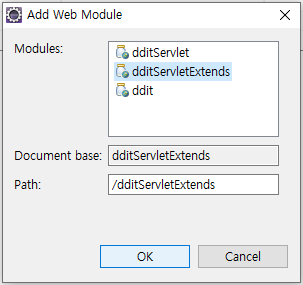 Add Web Module
Modules:
dditServlet
dditServletExtends
ddit
Document base: dditServletExtends
Path: /dditServletExtends
OK Cancel